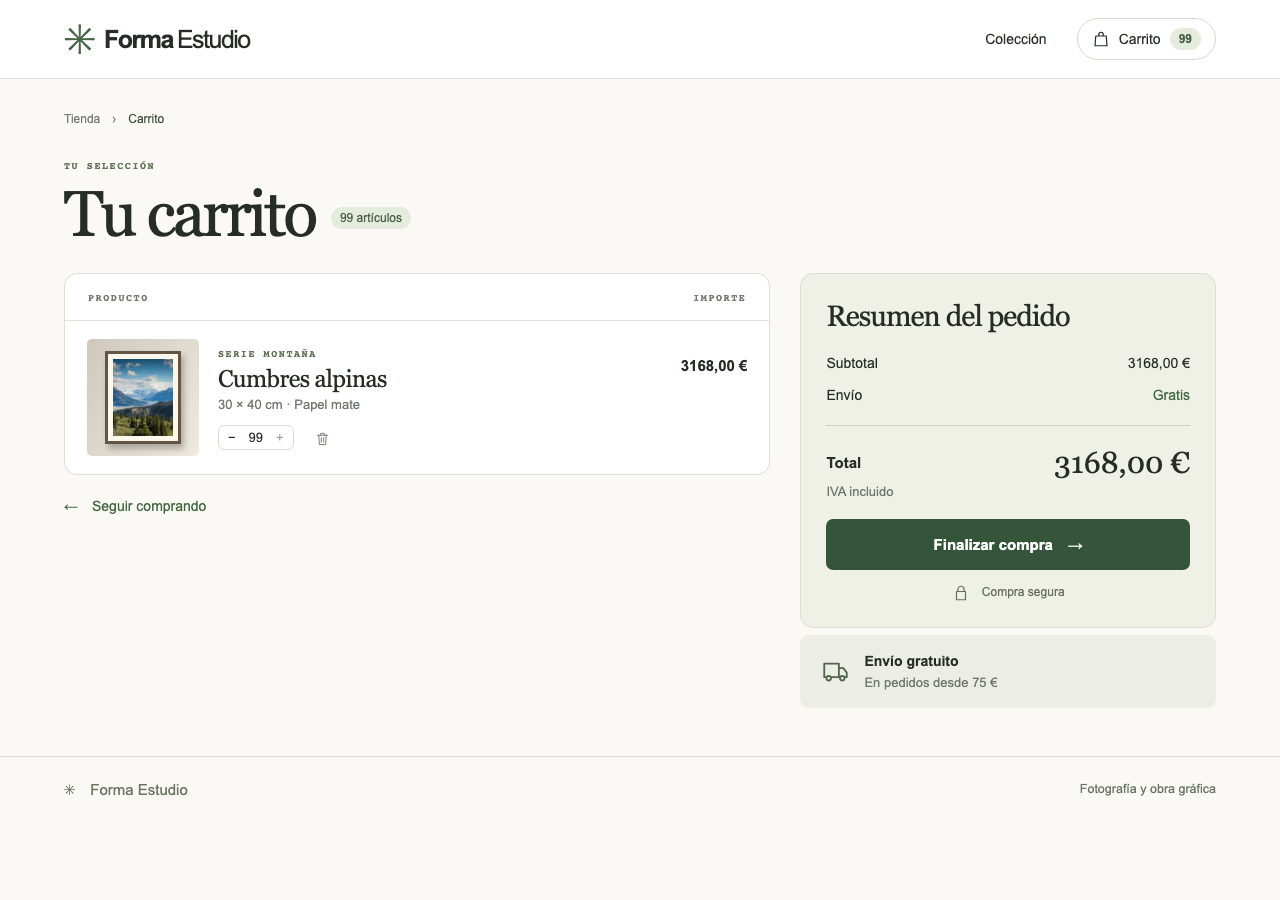 Forma Estudio
Colección
Carrito 99
Tienda › Carrito
TU SELECCIÓN
Tu carrito 99 artículos
PRODUCTO IMPORTE
SERIE MONTAÑA
Cumbres alpinas
30 × 40 cm · Papel mate
3168,00 €
− 99 +
← Seguir comprando
Resumen del pedido
Subtotal 3168,00 €
Envío Gratis
Total 3168,00 €
IVA incluido
Finalizar compra →
Compra segura
Envío gratuito
En pedidos desde 75 €
Forma Estudio
Fotografía y obra gráfica